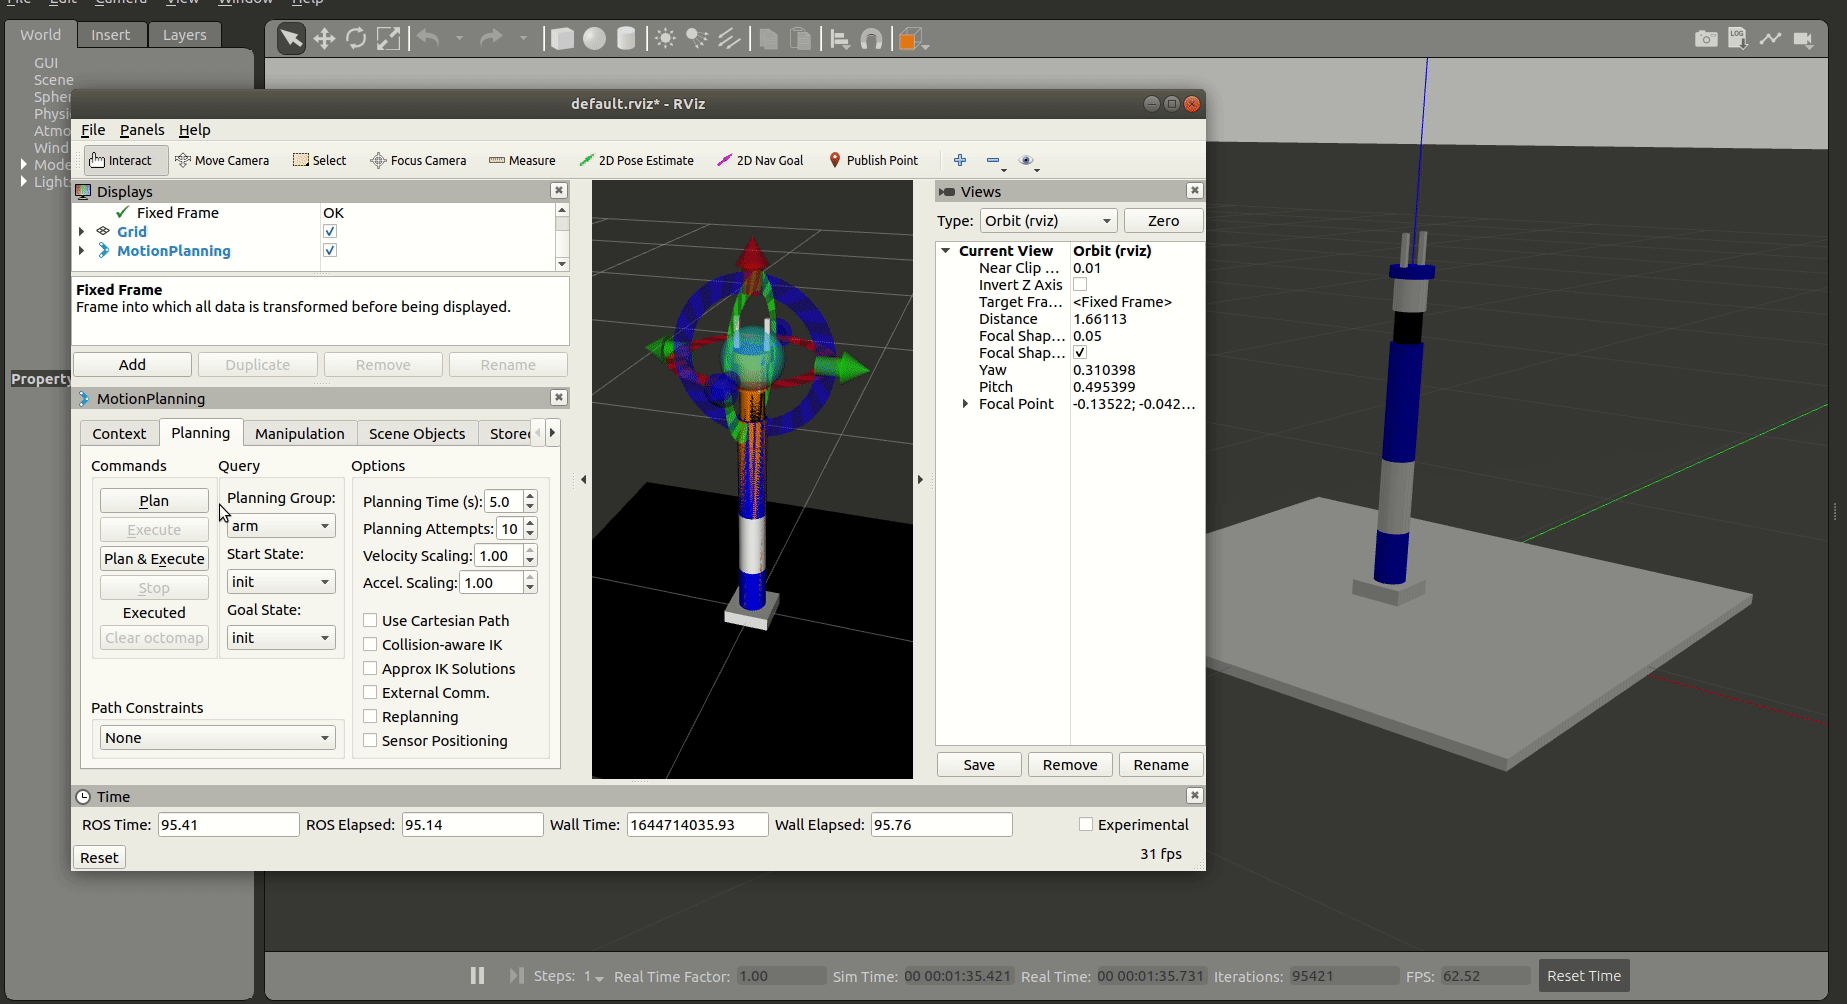 File Edit Camera View Window Help
World Insert Layers
GUI
Scene
Spher
Physi
Atmo
Wind
Mode
Light
Property
LOG
default.rviz* - RViz
File Panels Help
Interact Move Camera Select Focus Camera Measure 2D Pose Estimate 2D Nav Goal Publish Point
Displays
Fixed Frame OK
Grid
MotionPlanning
Fixed Frame
Frame into which all data is transformed before being displayed.
Add Duplicate Remove Rename
MotionPlanning
Context Planning Manipulation Scene Objects Store
Commands Query Options
Plan
Execute
Plan & Execute
Stop
Executed
Clear octomap
Planning Group:
arm
Start State:
init
Goal State:
init
Planning Time (s): 5.0
Planning Attempts: 10
Velocity Scaling: 1.00
Accel. Scaling: 1.00
Use Cartesian Path
Collision-aware IK
Approx IK Solutions
External Comm.
Replanning
Sensor Positioning
Path Constraints
None
Views
Type: Orbit (rviz) Zero
Current View Orbit (rviz)
Near Clip ... 0.01
Invert Z Axis
Target Fra... <Fixed Frame>
Distance 1.66113
Focal Shap... 0.05
Focal Shap...
Yaw 0.310398
Pitch 0.495399
Focal Point -0.13522; -0.042...
Save Remove Rename
Time
ROS Time: 95.41 ROS Elapsed: 95.14 Wall Time: 1644714035.93 Wall Elapsed: 95.76 Experimental
Reset 31 fps
Steps: 1 Real Time Factor: 1.00 Sim Time: 00 00:01:35.421 Real Time: 00 00:01:35.731 Iterations: 95421 FPS: 62.52 Reset Time